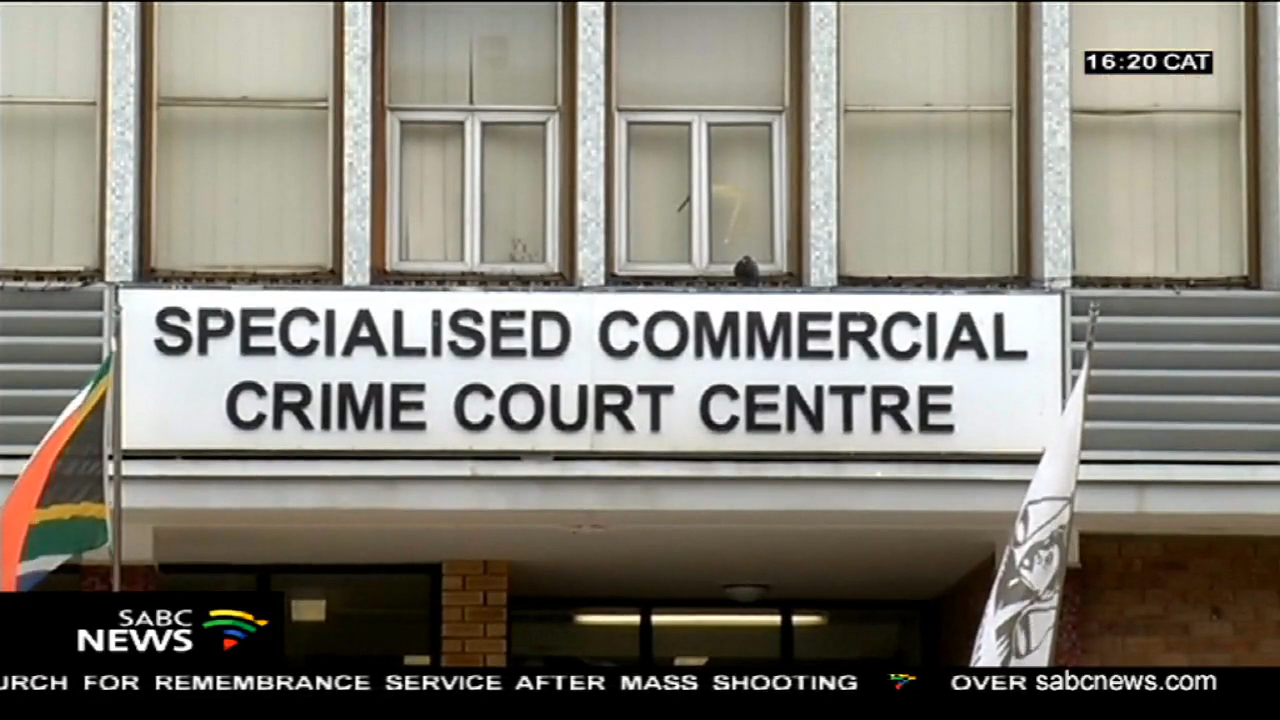 16:20 CAT
SPECIALISED COMMERCIAL
CRIME COURT CENTRE
SABC
NEWS
URCH FOR REMEMBRANCE SERVICE AFTER MASS SHOOTING OVER sabcnews.com